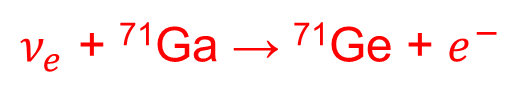 νₑ + ⁷¹Ga → ⁷¹Ge + e⁻